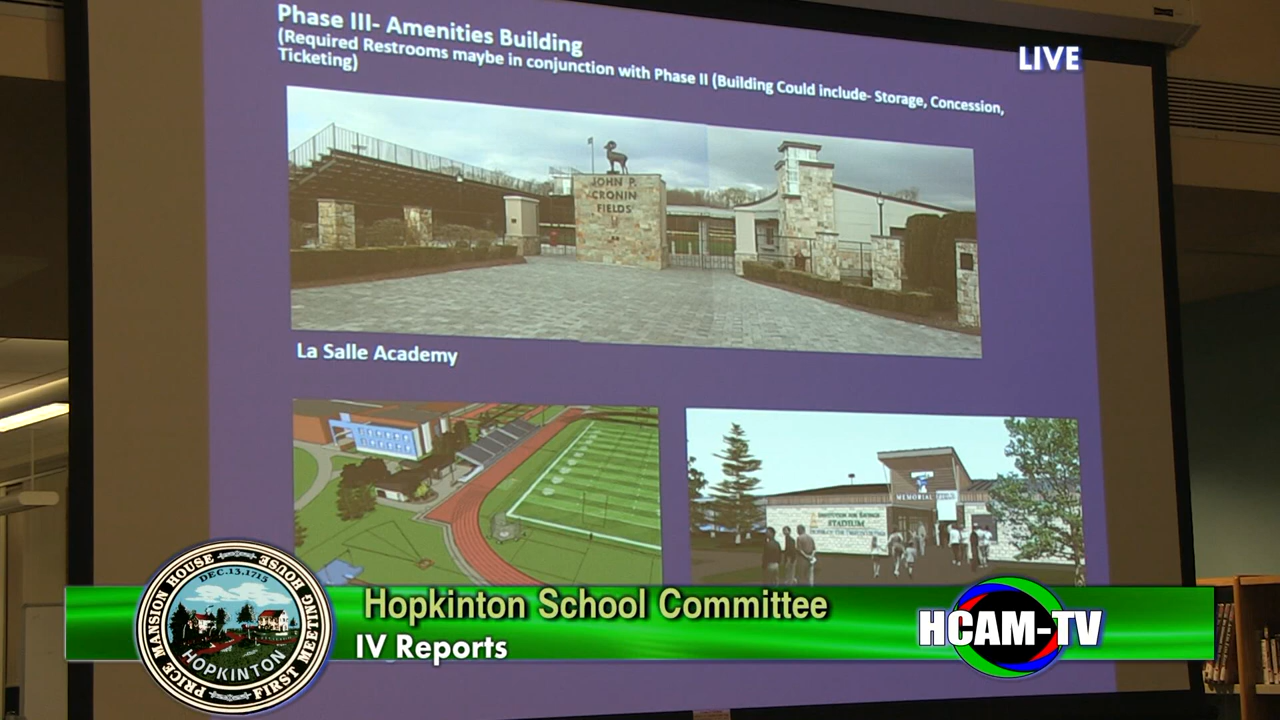 Phase III- Amenities Building
(Required Restrooms maybe in conjunction with Phase II (Building Could include- Storage, Concession,
Ticketing)
LIVE
JOHN P.
CRONIN
FIELDS
La Salle Academy
MEMORIAL FIELD
STADIUM
Hopkinton School Committee
IV Reports
PRICE MANSION HOUSE
HOUSE FIRST MEETING
DEC.13.1715
HOPKINTON
HCAM-TV